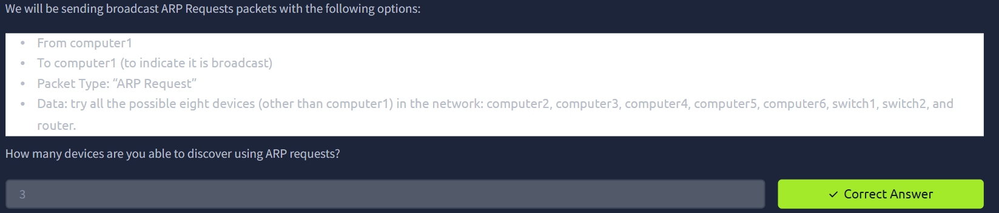 We will be sending broadcast ARP Requests packets with the following options:
• From computer1
• To computer1 (to indicate it is broadcast)
• Packet Type: “ARP Request”
• Data: try all the possible eight devices (other than computer1) in the network: computer2, computer3, computer4, computer5, computer6, switch1, switch2, and
router.
How many devices are you able to discover using ARP requests?
3
✓ Correct Answer